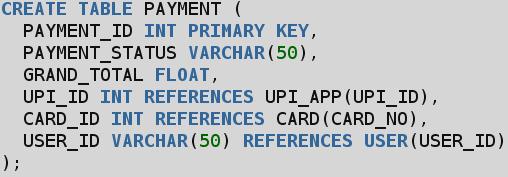 CREATE TABLE PAYMENT (
PAYMENT_ID INT PRIMARY KEY,
PAYMENT_STATUS VARCHAR(50),
GRAND_TOTAL FLOAT,
UPI_ID INT REFERENCES UPI_APP(UPI_ID),
CARD_ID INT REFERENCES CARD(CARD_NO),
USER_ID VARCHAR(50) REFERENCES USER(USER_ID)
);